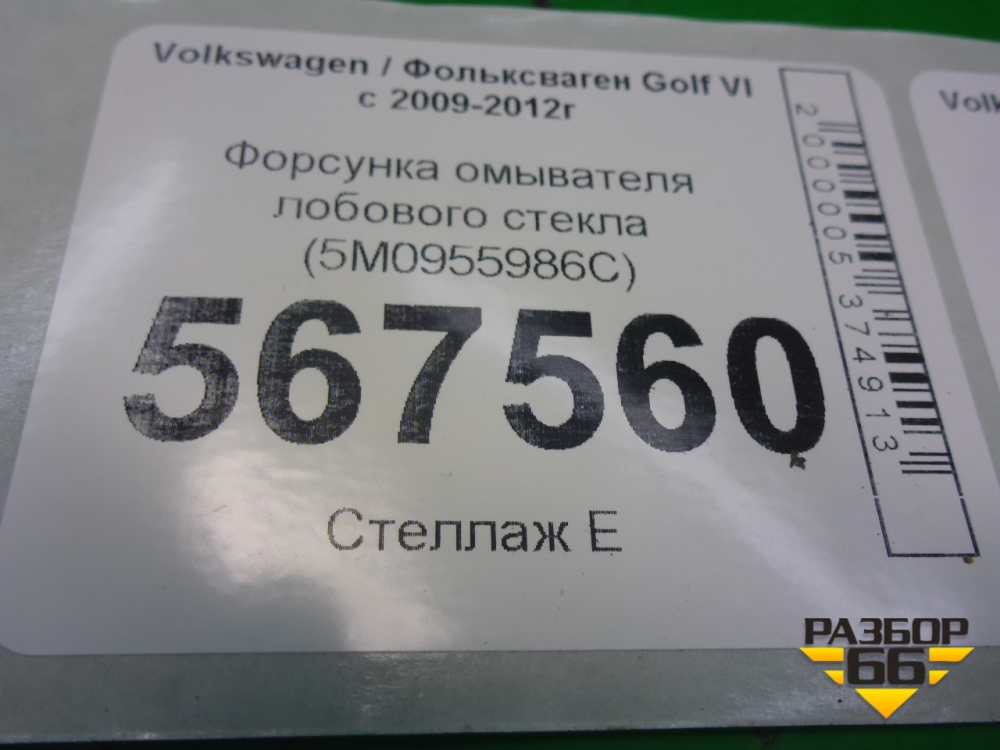 Volkswagen / Фольксваген Golf VI
с 2009-2012г
Форсунка омывателя
лобового стекла
(5M0955986C)
567560
Стеллаж Е
2000005374913
Volk
РАЗБОР
66